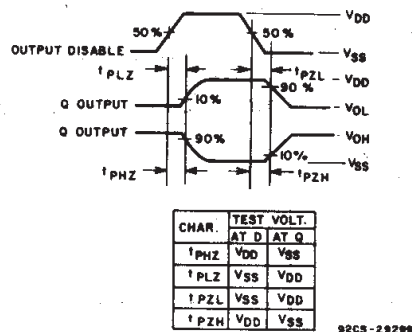 50% 50% VDD
OUTPUT DISABLE VSS
tPLZ tPZL VDD
10% 90%
Q OUTPUT VOL
Q OUTPUT VOH
90% 10%
tPHZ tPZH VSS
CHAR. TEST VOLT.
AT D AT Q
tPHZ VDD VSS
tPLZ VSS VDD
tPZL VSS VDD
tPZH VDD VSS
92CS-29299